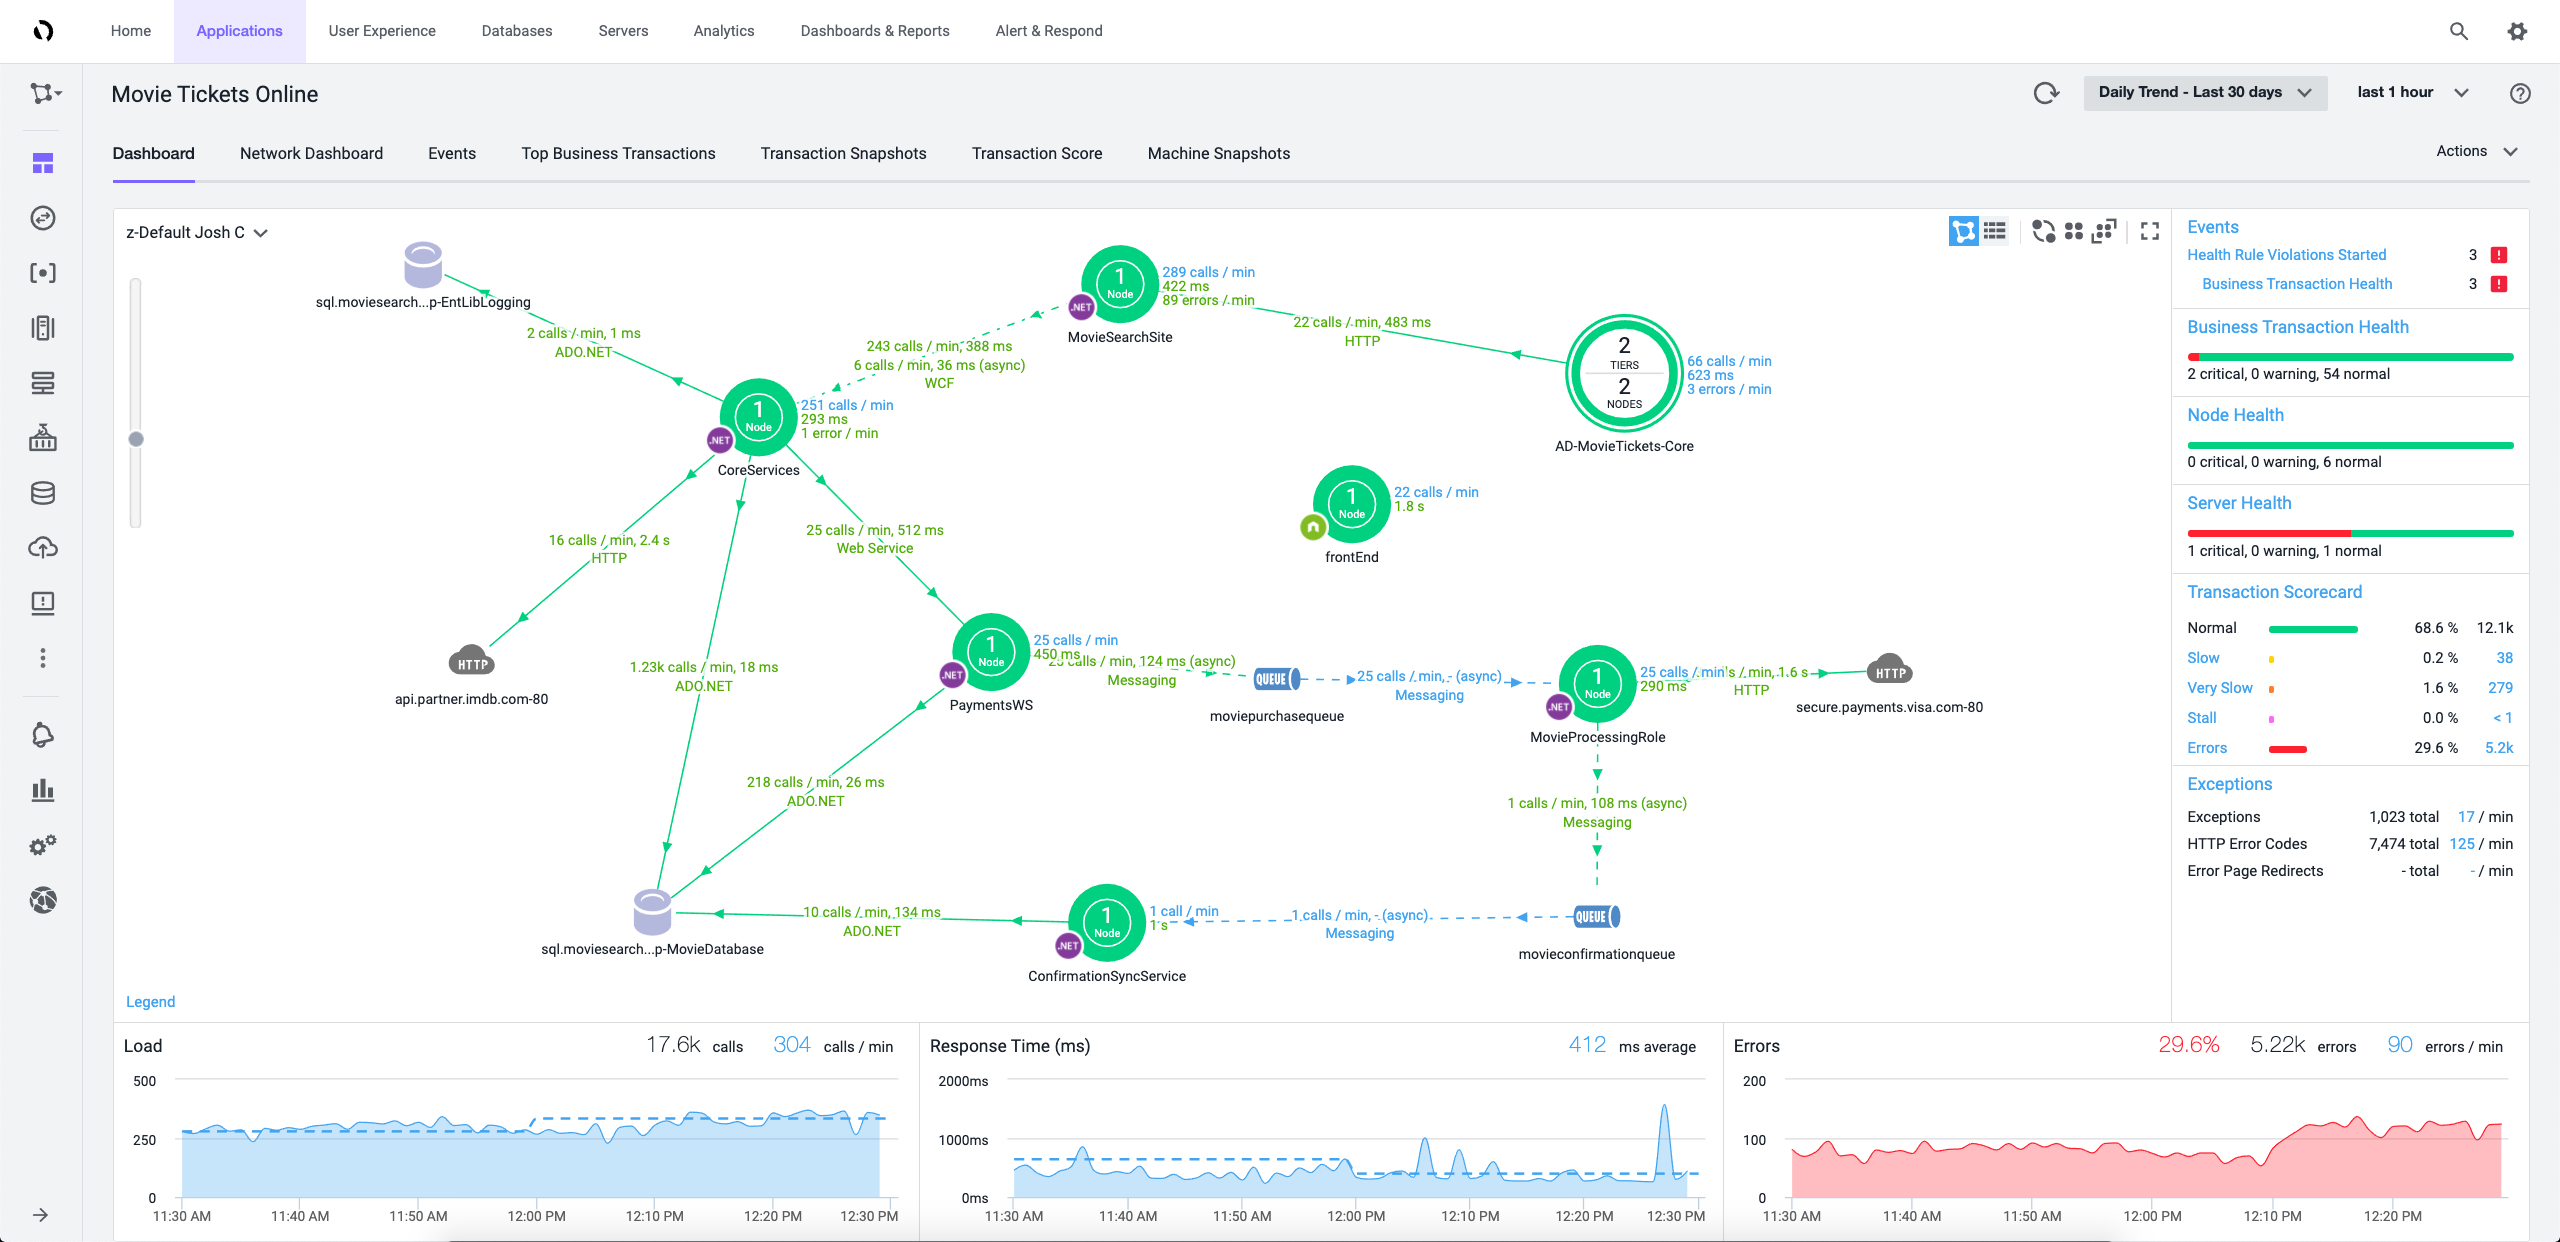 Home Applications User Experience Databases Servers Analytics Dashboards & Reports Alert & Respond
Movie Tickets Online
Daily Trend - Last 30 days
last 1 hour
Dashboard Network Dashboard Events Top Business Transactions Transaction Snapshots Transaction Score Machine Snapshots
Actions
z-Default Josh C
sql.moviesearch...p-EntLibLogging
2 calls / min, 1 ms
ADO.NET
1
Node
.NET
MovieSearchSite
289 calls / min
422 ms
89 errors / min
243 calls / min, 388 ms
6 calls / min, 36 ms (async)
WCF
22 calls / min, 483 ms
HTTP
2
TIERS
2
NODES
66 calls / min
623 ms
3 errors / min
AD-MovieTickets-Core
1
Node
.NET
251 calls / min
293 ms
1 error / min
CoreServices
1
Node
22 calls / min
1.8 s
frontEnd
16 calls / min, 2.4 s
HTTP
25 calls / min, 512 ms
Web Service
HTTP
api.partner.imdb.com-80
1.23k calls / min, 18 ms
ADO.NET
1
Node
.NET
25 calls / min
450 ms
PaymentsWS
25 calls / min, 124 ms (async)
Messaging
QUEUE
moviepurchasequeue
25 calls / min, - (async)
Messaging
1
Node
.NET
25 calls / min
290 ms
MovieProcessingRole
/ min, 1.6 s
HTTP
HTTP
secure.payments.visa.com-80
218 calls / min, 26 ms
ADO.NET
1 calls / min, 108 ms (async)
Messaging
sql.moviesearch...p-MovieDatabase
10 calls / min, 134 ms
ADO.NET
1
Node
.NET
1 call / min
1 s
ConfirmationSyncService
1 calls / min, - (async)
Messaging
QUEUE
movieconfirmationqueue
Legend
Events
Health Rule Violations Started 3 !
Business Transaction Health 3 !
Business Transaction Health
2 critical, 0 warning, 54 normal
Node Health
0 critical, 0 warning, 6 normal
Server Health
1 critical, 0 warning, 1 normal
Transaction Scorecard
Normal 68.6 % 12.1k
Slow 0.2 % 38
Very Slow 1.6 % 279
Stall 0.0 % < 1
Errors 29.6 % 5.2k
Exceptions
Exceptions 1,023 total 17 / min
HTTP Error Codes 7,474 total 125 / min
Error Page Redirects - total - / min
Load 17.6k calls 304 calls / min
500
250
0
11:30 AM 11:40 AM 11:50 AM 12:00 PM 12:10 PM 12:20 PM 12:30 PM
Response Time (ms) 412 ms average
2000ms
1000ms
0ms
11:30 AM 11:40 AM 11:50 AM 12:00 PM 12:10 PM 12:20 PM 12:30 PM
Errors 29.6% 5.22k errors 90 errors / min
200
100
0
11:30 AM 11:40 AM 11:50 AM 12:00 PM 12:10 PM 12:20 PM